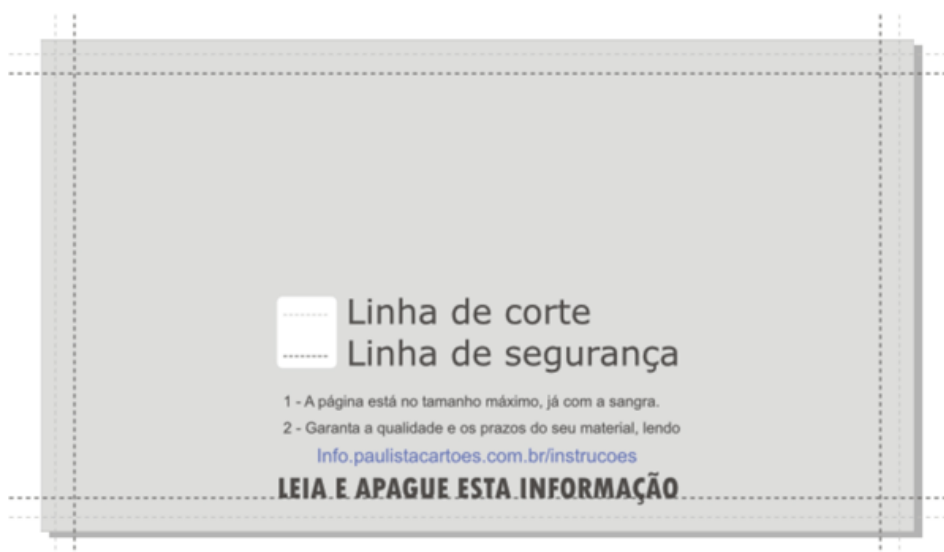 Linha de corte
Linha de segurança
1 - A página está no tamanho máximo, já com a sangra.
2 - Garanta a qualidade e os prazos do seu material, lendo
Info.paulistacartoes.com.br/instrucoes
LEIA E APAGUE ESTA INFORMAÇÃO